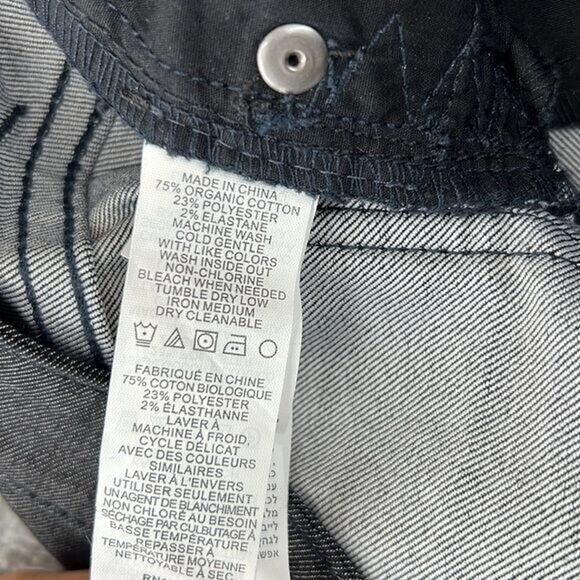 MADE IN CHINA
75% ORGANIC COTTON
23% POLYESTER
2% ELASTANE
MACHINE WASH
COLD GENTLE
WITH LIKE COLORS
WASH INSIDE OUT
NON-CHLORINE
BLEACH WHEN NEEDED
TUMBLE DRY LOW
IRON MEDIUM
DRY CLEANABLE
FABRIQUÉ EN CHINE
75% COTON BIOLOGIQUE
23% POLYESTER
2% ÉLASTHANNE
LAVER À
MACHINE À FROID,
CYCLE DÉLICAT
AVEC DES COULEURS
SIMILAIRES
LAVER À L'ENVERS
UTILISER SEULEMENT
UN AGENT DE BLANCHIMENT
NON CHLORÉ AU BESOIN
SÉCHAGE PAR CULBUTAGE À
BASSE TEMPÉRATURE
REPASSER À
TEMPÉRATURE MOYENNE
NETTOYABLE À SEC